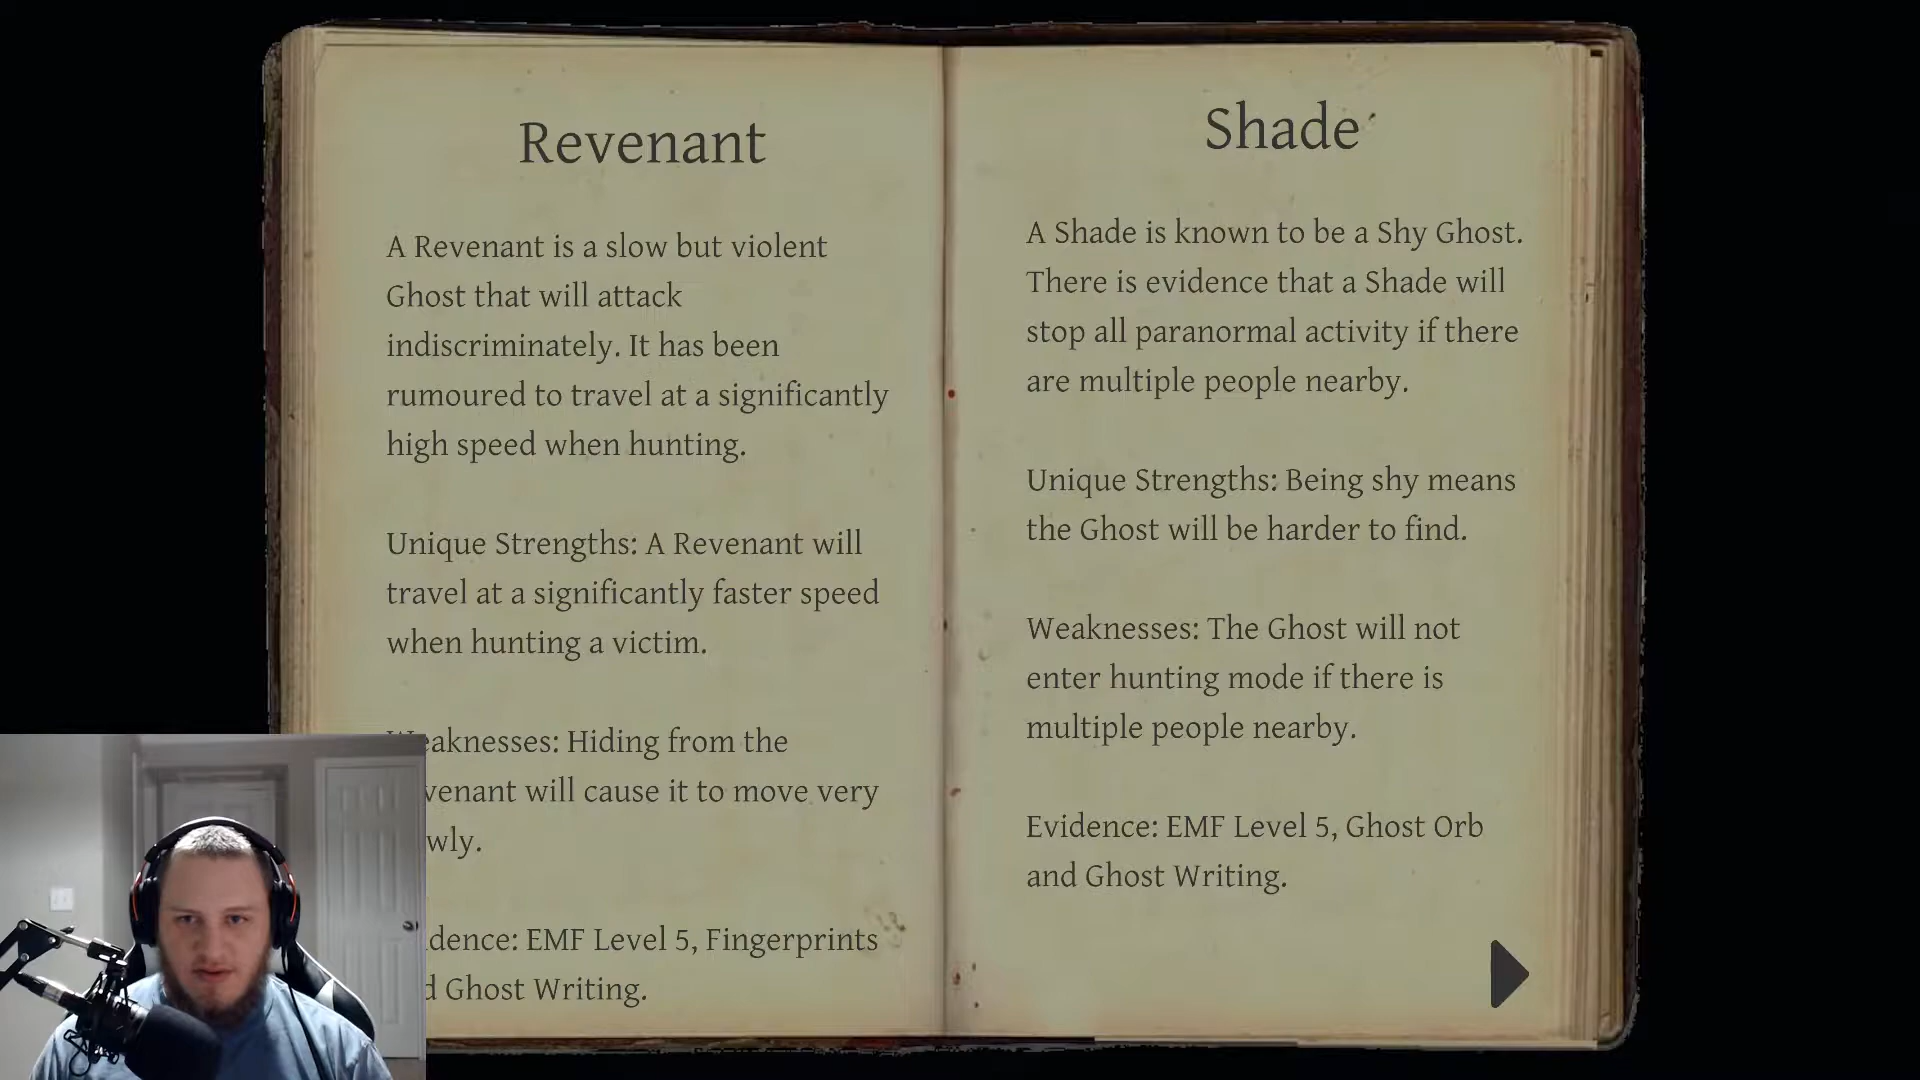 Revenant
A Revenant is a slow but violent
Ghost that will attack
indiscriminately. It has been
rumoured to travel at a significantly
high speed when hunting.
Unique Strengths: A Revenant will
travel at a significantly faster speed
when hunting a victim.
Weaknesses: Hiding from the
venant will cause it to move very
wly.
dence: EMF Level 5, Fingerprints
d Ghost Writing.
Shade
A Shade is known to be a Shy Ghost.
There is evidence that a Shade will
stop all paranormal activity if there
are multiple people nearby.
Unique Strengths: Being shy means
the Ghost will be harder to find.
Weaknesses: The Ghost will not
enter hunting mode if there is
multiple people nearby.
Evidence: EMF Level 5, Ghost Orb
and Ghost Writing.